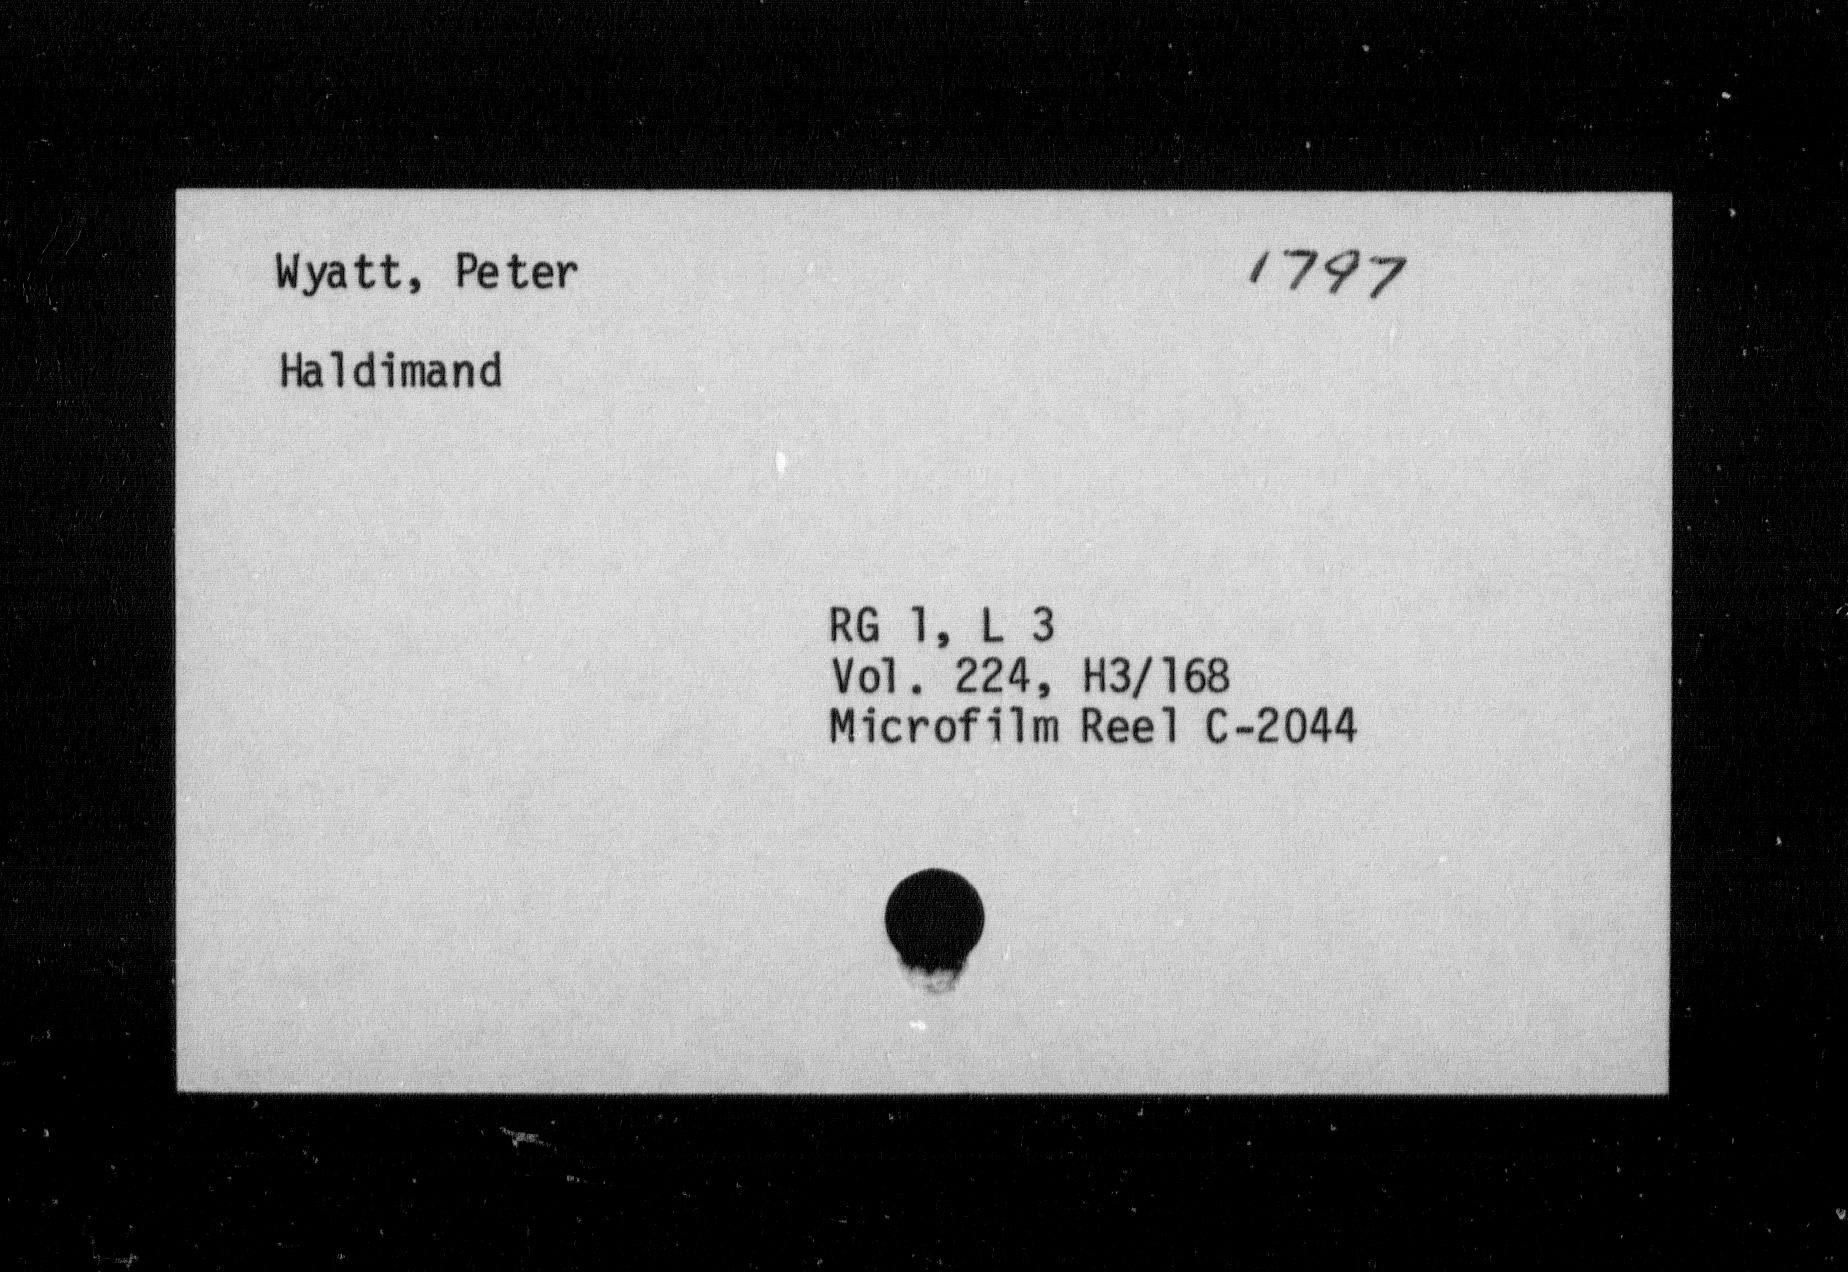 Wyatt, Peter 1797
Haldimand
RG 1, L 3
Vol. 224, H3/168
Microfilm Reel C-2044